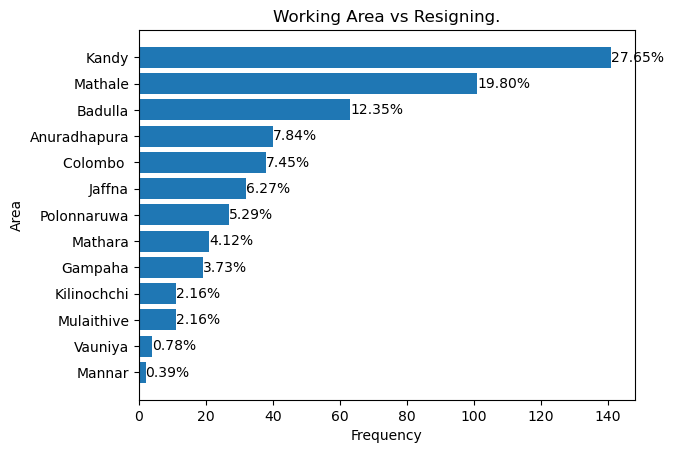 Working Area vs Resigning.
Kandy 27.65%
Mathale 19.80%
Badulla 12.35%
Anuradhapura 7.84%
Colombo 7.45%
Jaffna 6.27%
Polonnaruwa 5.29%
Mathara 4.12%
Gampaha 3.73%
Kilinochchi 2.16%
Mulaithive 2.16%
Vauniya 0.78%
Mannar 0.39%
Area
0 20 40 60 80 100 120 140
Frequency